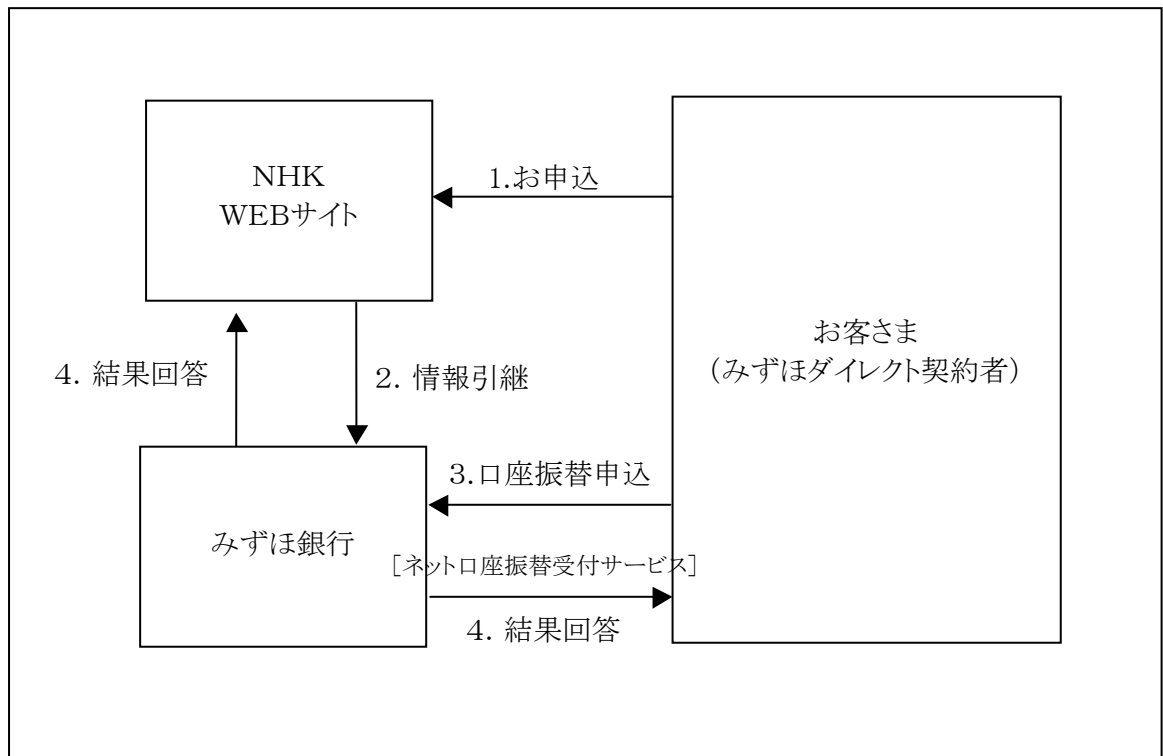 NHK
WEBサイト
1.お申込
お客さま
(みずほダイレクト契約者)
4. 結果回答
2. 情報引継
3.口座振替申込
みずほ銀行
[ネット口座振替受付サービス]
4. 結果回答